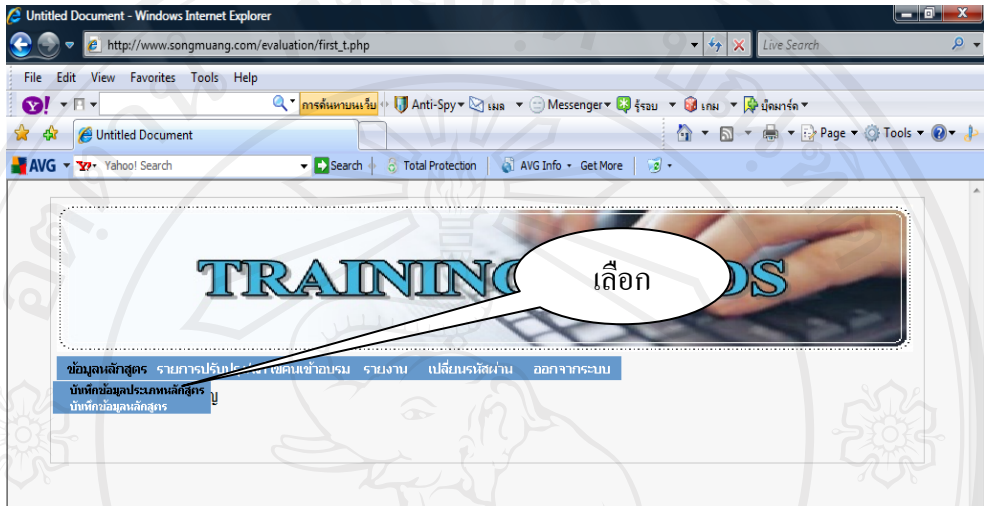 Untitled Document - Windows Internet Explorer
http://www.songmuang.com/evaluation/first_t.php Live Search
File Edit View Favorites Tools Help
Y! การค้นหาบนเว็บ Anti-Spy เมล Messenger รู้รอบ เกม บุ๊คมาร์ค
Untitled Document Page Tools
AVG Y? Yahoo! Search Search Total Protection AVG Info Get More
TRAINING DS
เลือก
ข้อมูลหลักสูตร รายการปรับ คนเข้าอบรม รายงาน เปลี่ยนรหัสผ่าน ออกจากระบบ
บันทึกข้อมูลประเภทหลักสูตร
บันทึกข้อมูลหลักสูตร